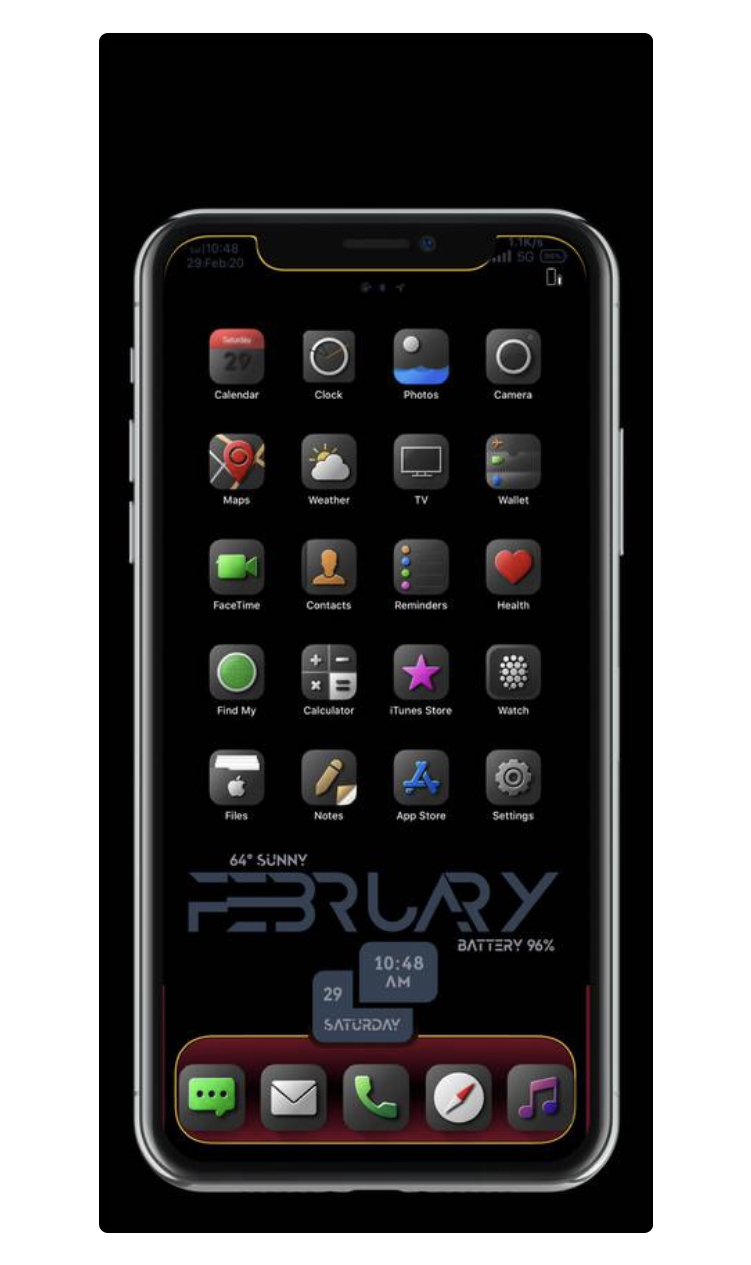 10:48
29·Feb·20
1.1K/s
5G
Saturday
29
Calendar
Clock
Photos
Camera
Maps
Weather
TV
Wallet
FaceTime
Contacts
Reminders
Health
Find My
Calculator
iTunes Store
Watch
Files
Notes
App Store
Settings
64° SUNNY
FEBRUARY
BATTERY 96%
10:48
AM
29
SATURDAY